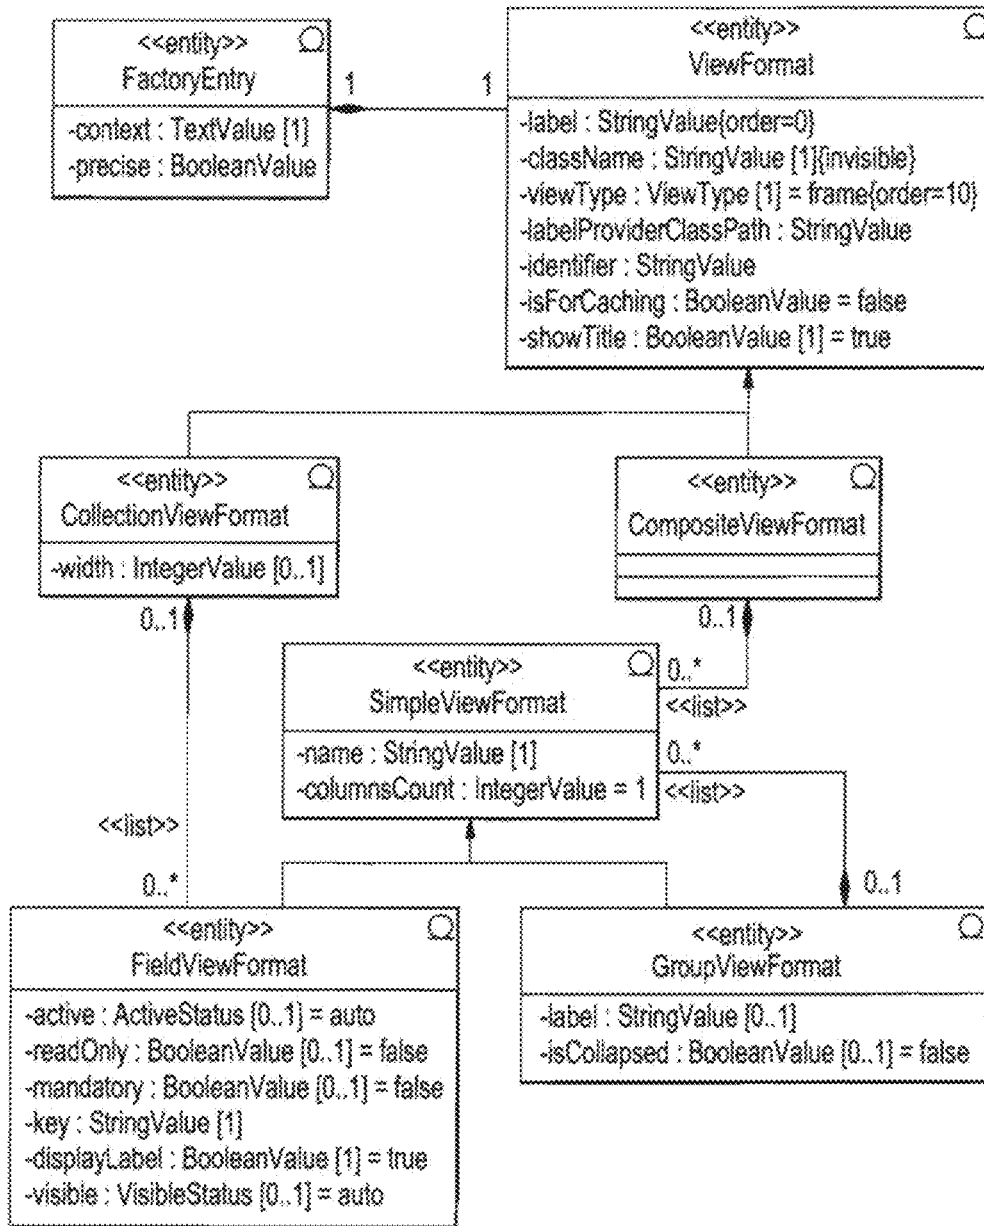 <<entity>>
FactoryEntry
-context : TextValue [1]
-precise : BooleanValue
1
1
<<entity>>
ViewFormat
-label : StringValue{order=0}
-className : StringValue [1]{invisible}
-viewType : ViewType [1] = frame{order=10}
-labelProviderClassPath : StringValue
-identifier : StringValue
-isForCaching : BooleanValue = false
-showTitle : BooleanValue [1] = true
<<entity>>
CollectionViewFormat
-width : IntegerValue [0..1]
0..1
<<entity>>
CompositeViewFormat
0..1
<<entity>>
SimpleViewFormat
-name : StringValue [1]
-columnsCount : IntegerValue = 1
0..*
<<list>>
0..*
<<list>>
<<list>>
0..*
0..1
<<entity>>
FieldViewFormat
-active : ActiveStatus [0..1] = auto
-readOnly : BooleanValue [0..1] = false
-mandatory : BooleanValue [0..1] = false
-key : StringValue [1]
-displayLabel : BooleanValue [1] = true
-visible : VisibleStatus [0..1] = auto
<<entity>>
GroupViewFormat
-label : StringValue [0..1]
-isCollapsed : BooleanValue [0..1] = false